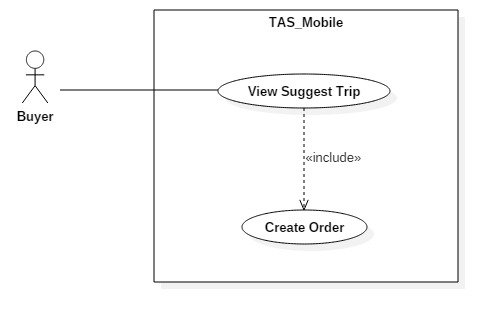 TAS_Mobile
View Suggest Trip
Buyer
«include»
Create Order